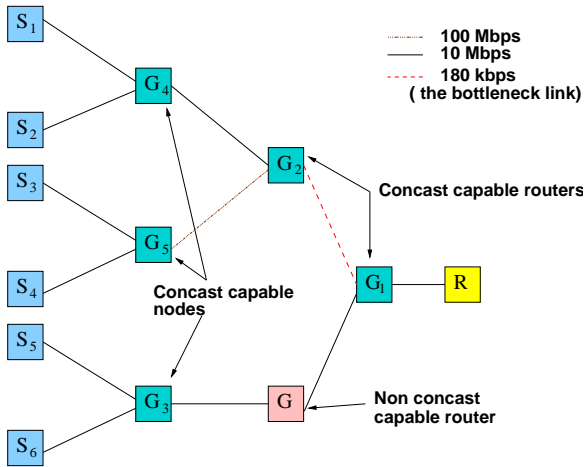 S1
100 Mbps
10 Mbps
180 kbps
( the bottleneck link)
G4
S2
G2
S3
Concast capable routers
G5
S4
Concast capable
nodes
G1
R
S5
G3
G
Non concast
capable router
S6